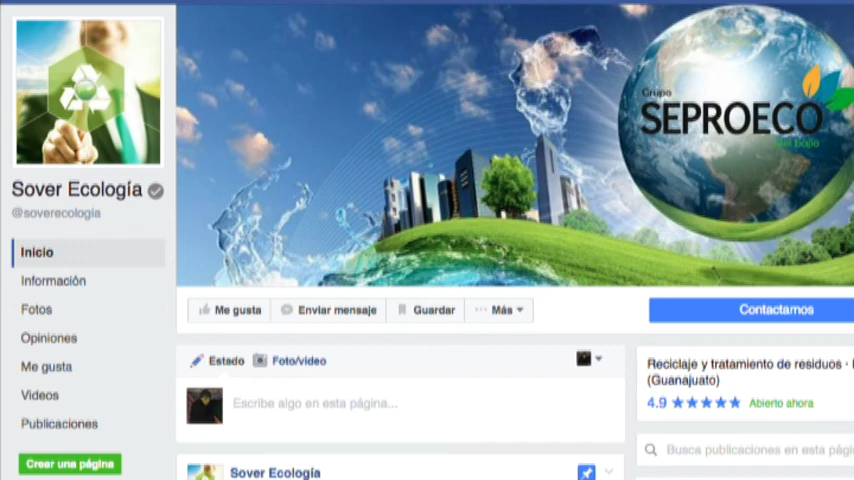 Grupo
SEPROECO
del bajío
Sover Ecología
@soverecologia
Inicio
Información
Fotos
Opiniones
Me gusta
Videos
Publicaciones
Crear una página
Me gusta
Enviar mensaje
Guardar
Más
Contactarnos
Estado
Foto/video
Escribe algo en esta página...
Sover Ecología
Reciclaje y tratamiento de residuos ·
(Guanajuato)
4.9 ★★★★★ Abierto ahora
Busca publicaciones en esta